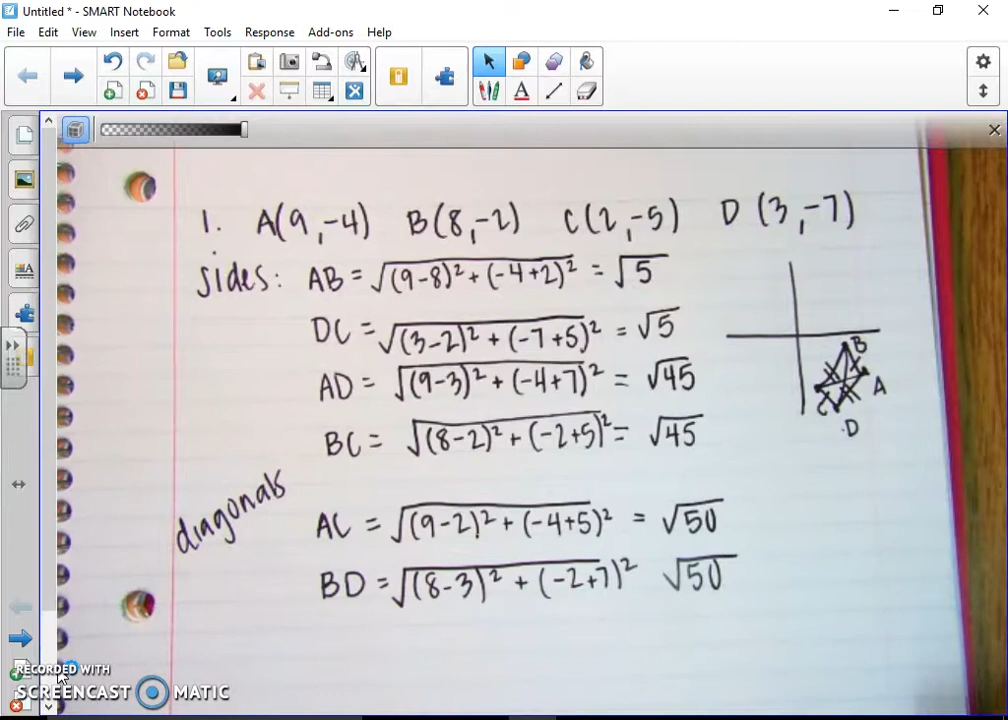 Untitled * - SMART Notebook
File Edit View Insert Format Tools Response Add-ons Help
1. A(9,-4) B(8,-2) C(2,-5) D (3,-7)
sides: AB = √(9-8)² + (-4+2)² = √5
DC = √(3-2)² + (-7+5)² = √5
AD = √(9-3)² + (-4+7)² = √45
BC = √(8-2)² + (-2+5)² = √45
B
A
C
D
diagonals
AC = √(9-2)² + (-4+5)² = √50
BD = √(8-3)² + (-2+7)² √50
RECORDED WITH
SCREENCAST MATIC